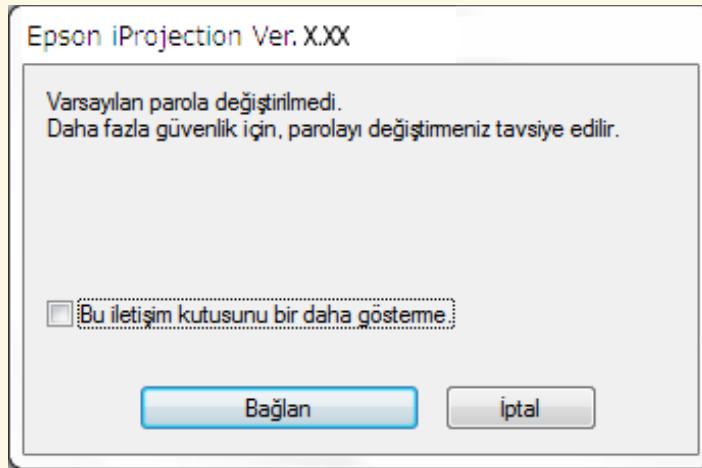 Epson iProjection Ver. X.XX
Varsayılan parola değiştirilmedi.
Daha fazla güvenlik için, parolayı değiştirmeniz tavsiye edilir.
Bu iletişim kutusunu bir daha gösterme.
Bağlan
İptal